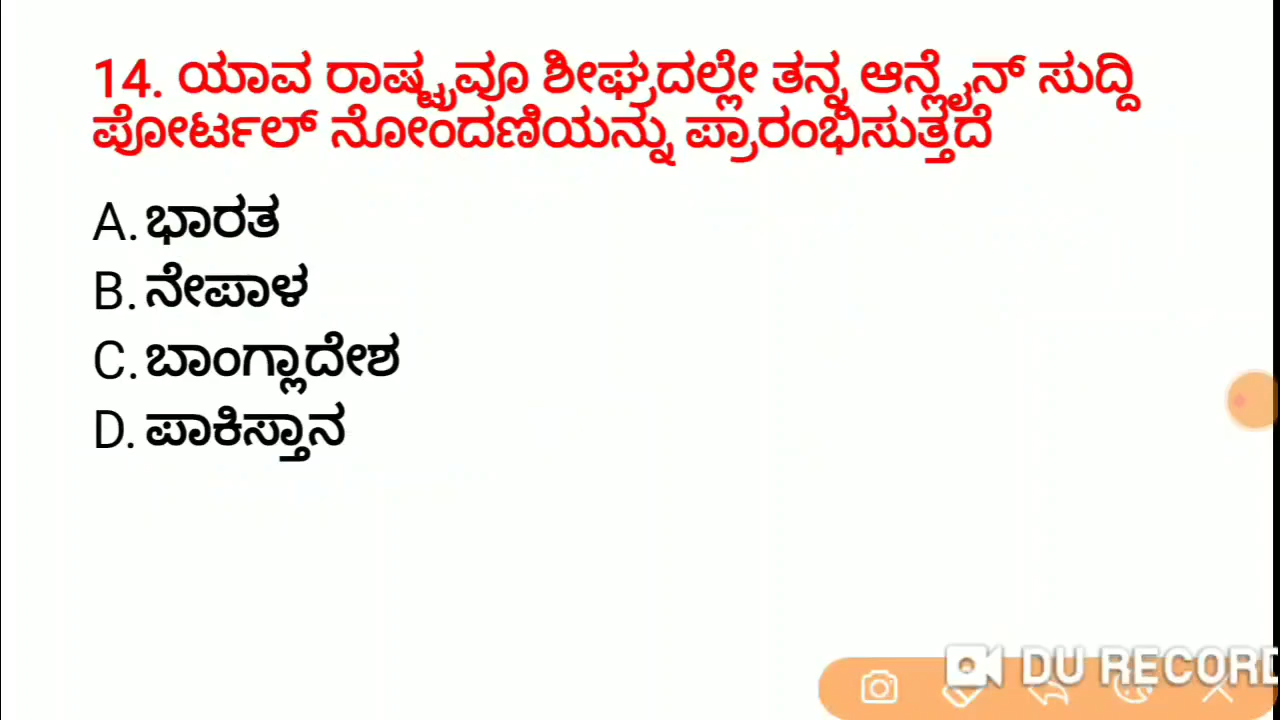 14. ಯಾವ ರಾಷ್ಟ್ರವೂ ಶೀಘ್ರದಲ್ಲೇ ತನ್ನ ಆನ್ಲೈನ್ ಸುದ್ದಿ
ಪೋರ್ಟಲ್ ನೋಂದಣಿಯನ್ನು ಪ್ರಾರಂಭಿಸುತ್ತದೆ
A. ಭಾರತ
B. ನೇಪಾಳ
C. ಬಾಂಗ್ಲಾದೇಶ
D. ಪಾಕಿಸ್ತಾನ
DU RECORD